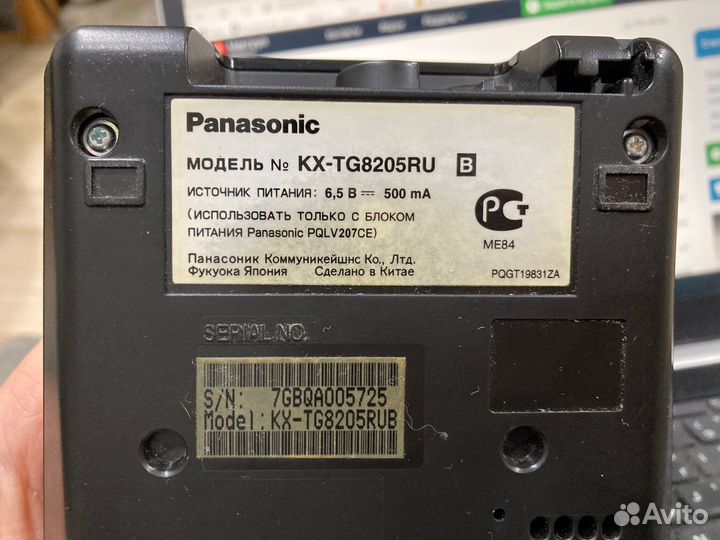 Panasonic
МОДЕЛЬ № KX-TG8205RU B
ИСТОЧНИК ПИТАНИЯ: 6,5 В ⎓ 500 mA
(ИСПОЛЬЗОВАТЬ ТОЛЬКО С БЛОКОМ
ПИТАНИЯ Panasonic PQLV207CE)
РСТ
ME84
Панасоник Коммуникейшнс Ко., Лтд.
Фукуока Япония Сделано в Китае
PQGT19831ZA
SERIAL NO.
S/N: 7GBQA005725
Model: KX-TG8205RUB
Avito